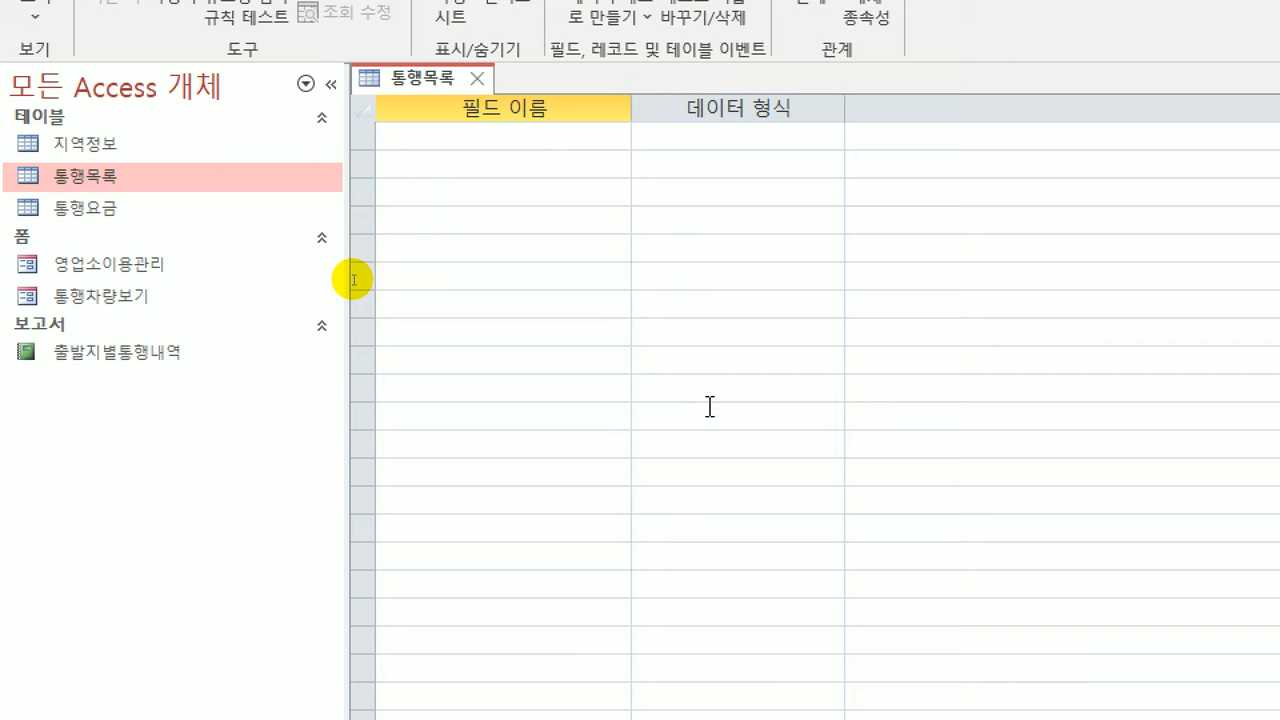 규칙 테스트
조회 수정
시트
로 만들기
바꾸기/삭제
종속성
보기
도구
표시/숨기기
필드, 레코드 및 테이블 이벤트
관계
모든 Access 개체
통행목록
테이블
필드 이름
데이터 형식
지역정보
통행목록
통행요금
폼
영업소이용관리
통행차량보기
보고서
출발지별통행내역